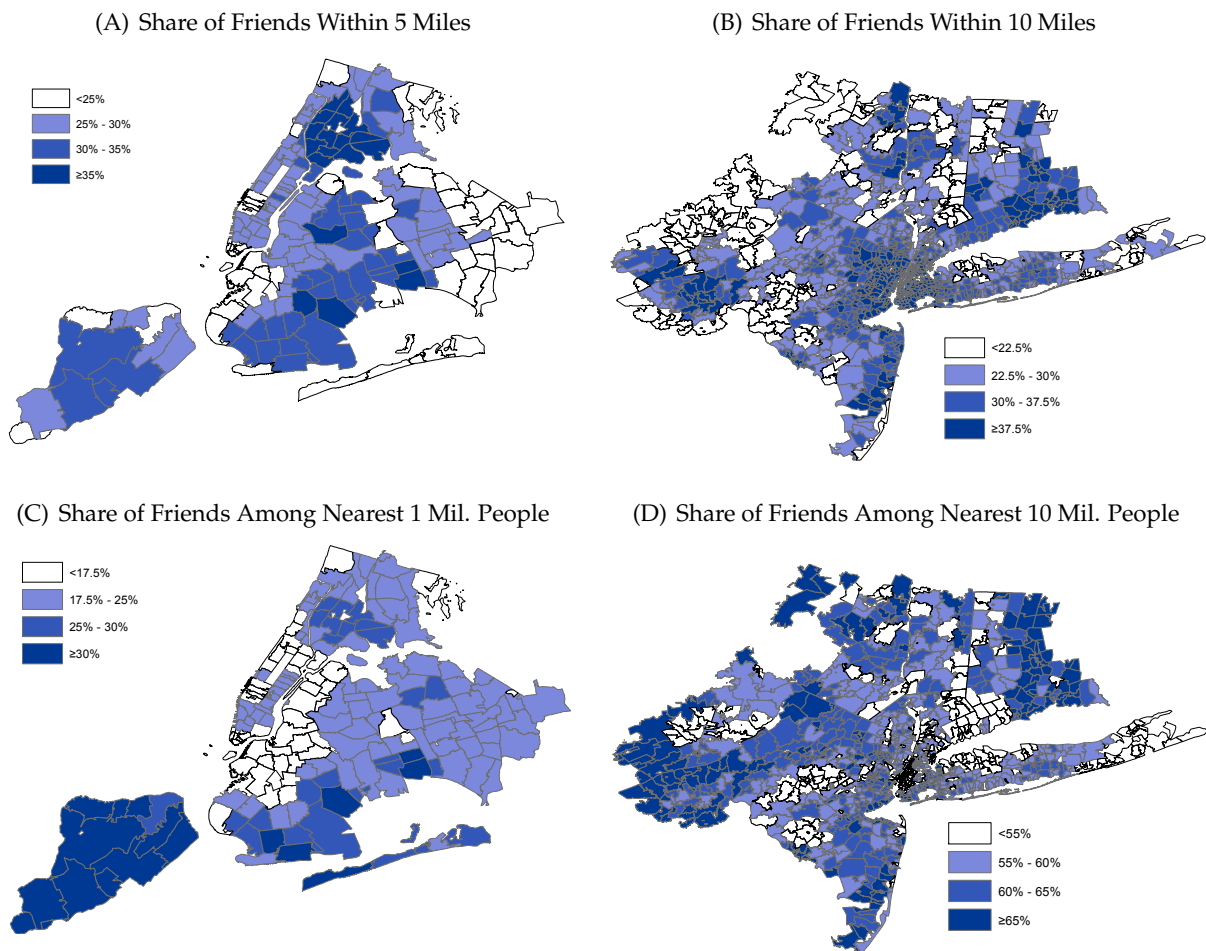 (A) Share of Friends Within 5 Miles
<25%
25% - 30%
30% - 35%
≥35%
(B) Share of Friends Within 10 Miles
<22.5%
22.5% - 30%
30% - 37.5%
≥37.5%
(C) Share of Friends Among Nearest 1 Mil. People
<17.5%
17.5% - 25%
25% - 30%
≥30%
(D) Share of Friends Among Nearest 10 Mil. People
<55%
55% - 60%
60% - 65%
≥65%